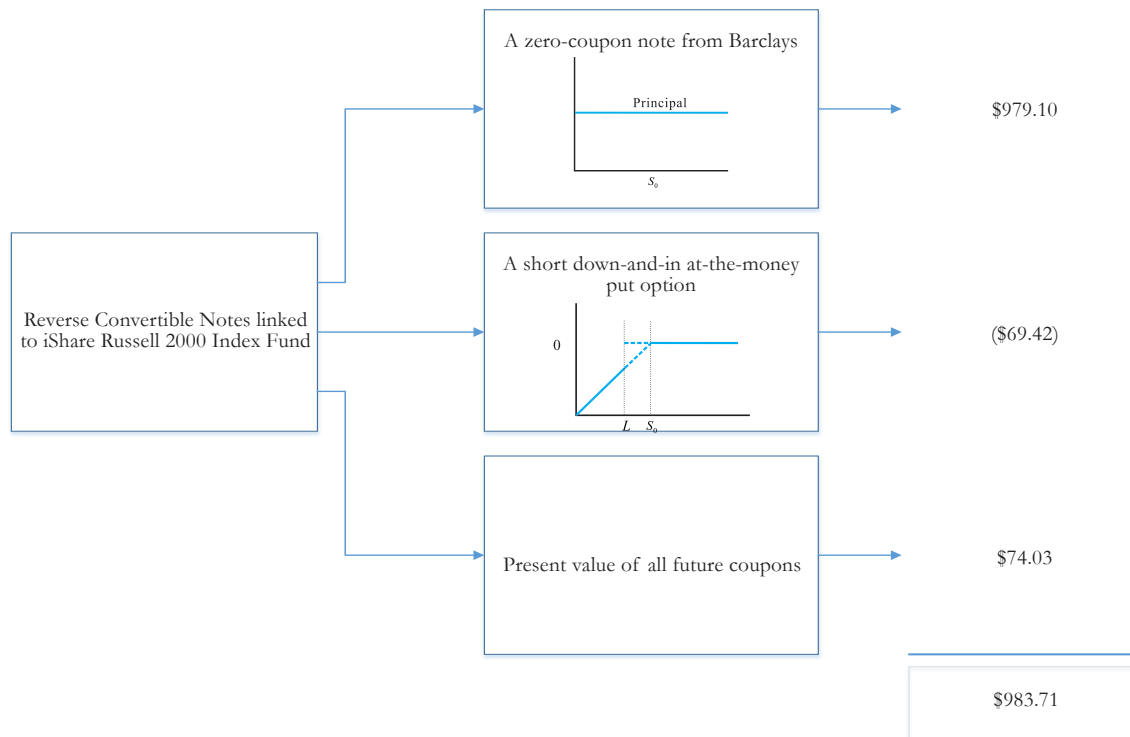 A zero-coupon note from Barclays
Principal
S₀
$979.10
Reverse Convertible Notes linked
to iShare Russell 2000 Index Fund
A short down-and-in at-the-money
put option
0
L S₀
($69.42)
Present value of all future coupons
$74.03
$983.71